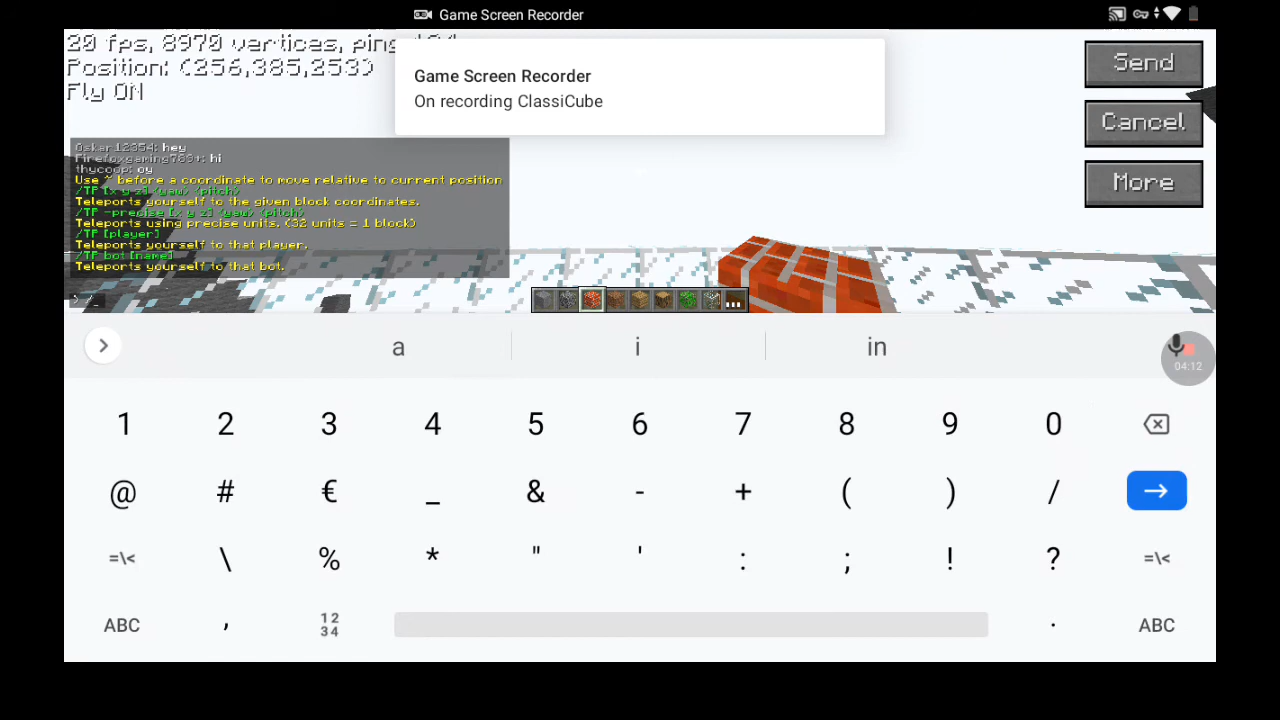 Game Screen Recorder
20 fps, 8970 vertices, ping
Position: (256,385,253)
Fly ON
Game Screen Recorder
On recording ClassiCube
Send
Cancel
More
Oskar12354: hey
Firefoxgaming789+: hi
thycoop: oy
Use ~ before a coordinate to move relative to current position
/TP [x y z] <yaw> <pitch>
Teleports yourself to the given block coordinates.
/TP -precise [x y z] <yaw> <pitch>
Teleports using precise units. (32 units = 1 block)
/TP [player]
Teleports yourself to that player.
/TP bot [name]
Teleports yourself to that bot.
> /_
...
a i in
04:12
1 2 3 4 5 6 7 8 9 0
@ # € _ & - + ( ) /
=\< \ % * " ' : ; ! ? =\<
ABC , 12 . ABC
34